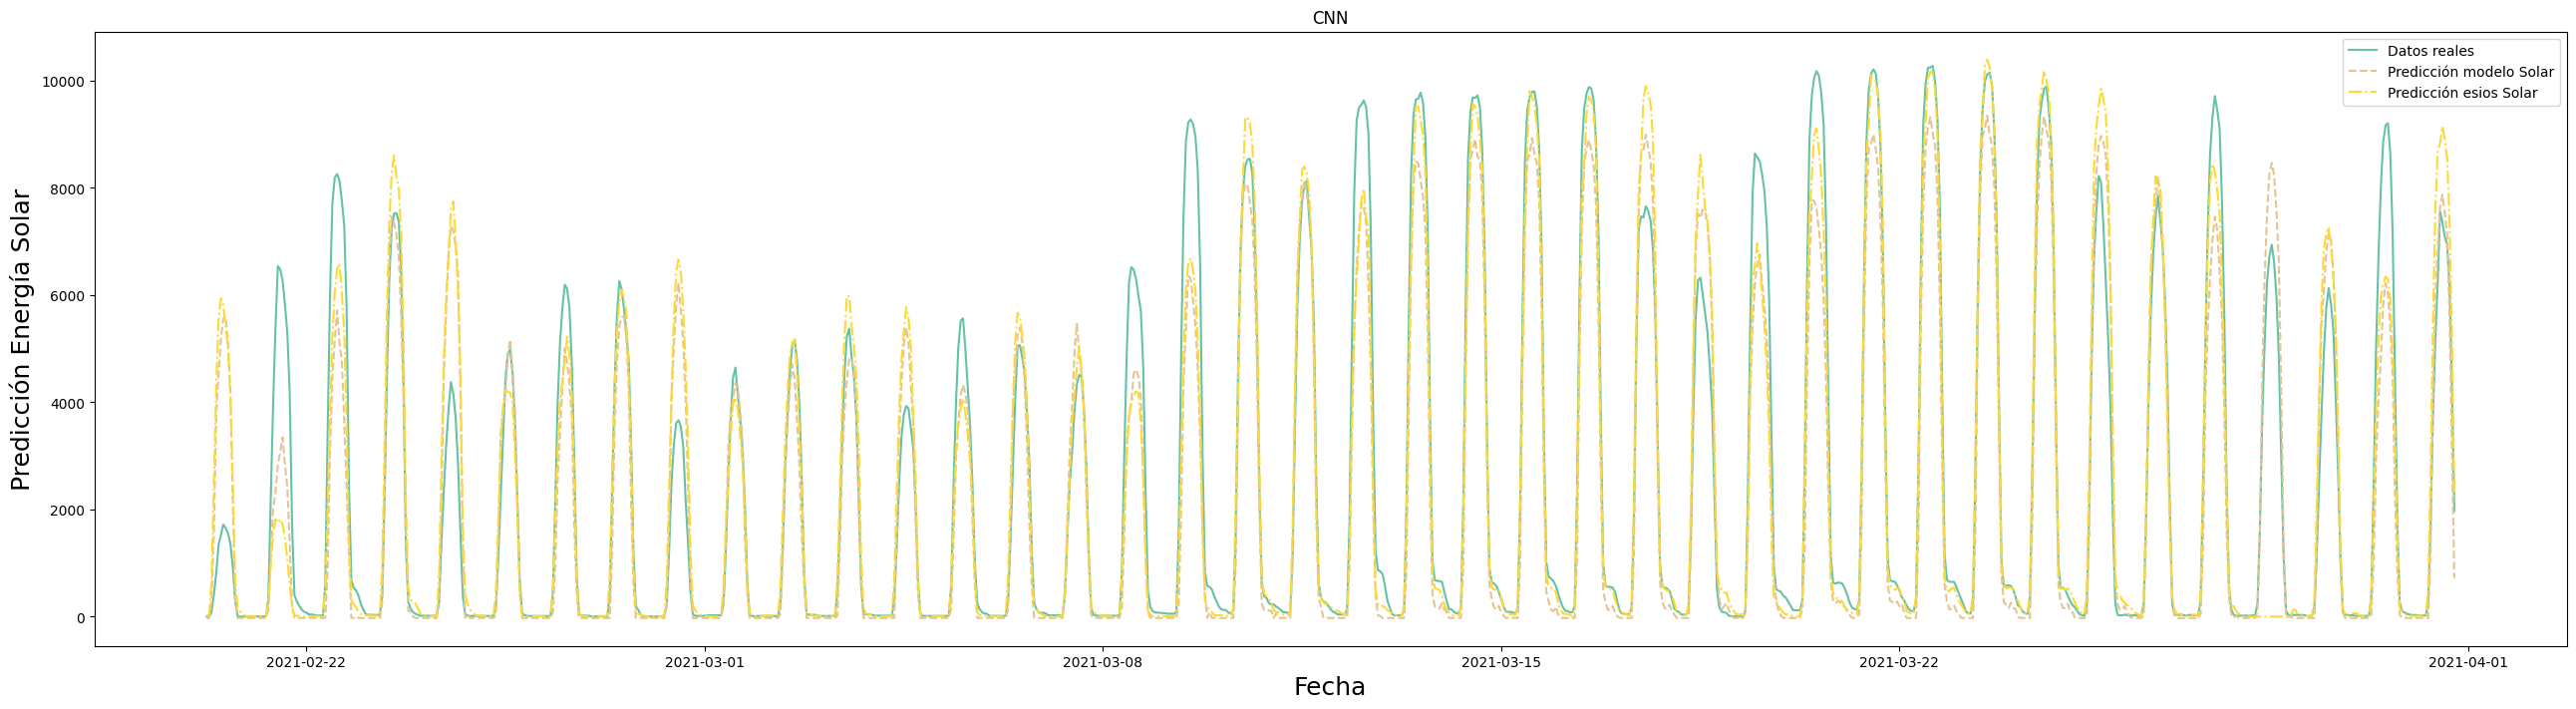 CNN
Datos reales
Predicción modelo Solar
Predicción esios Solar
Predicción Energía Solar
10000
8000
6000
4000
2000
0
2021-02-22
2021-03-01
2021-03-08
2021-03-15
2021-03-22
2021-04-01
Fecha